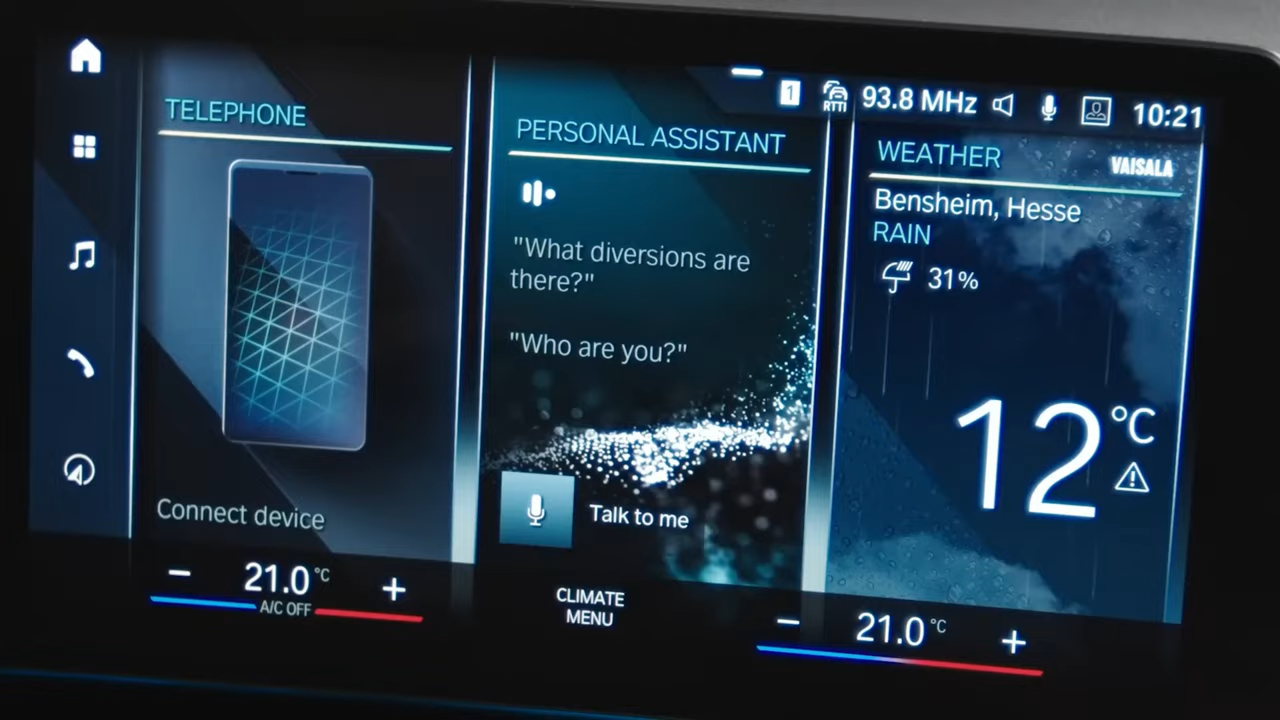 1 RTTI 93.8 MHz 10:21
TELEPHONE
Connect device
PERSONAL ASSISTANT
"What diversions are
there?"
"Who are you?"
Talk to me
WEATHER VAISALA
Bensheim, Hesse
RAIN
31%
12 °C
− 21.0 °C +
A/C OFF
CLIMATE
MENU
− 21.0 °C +